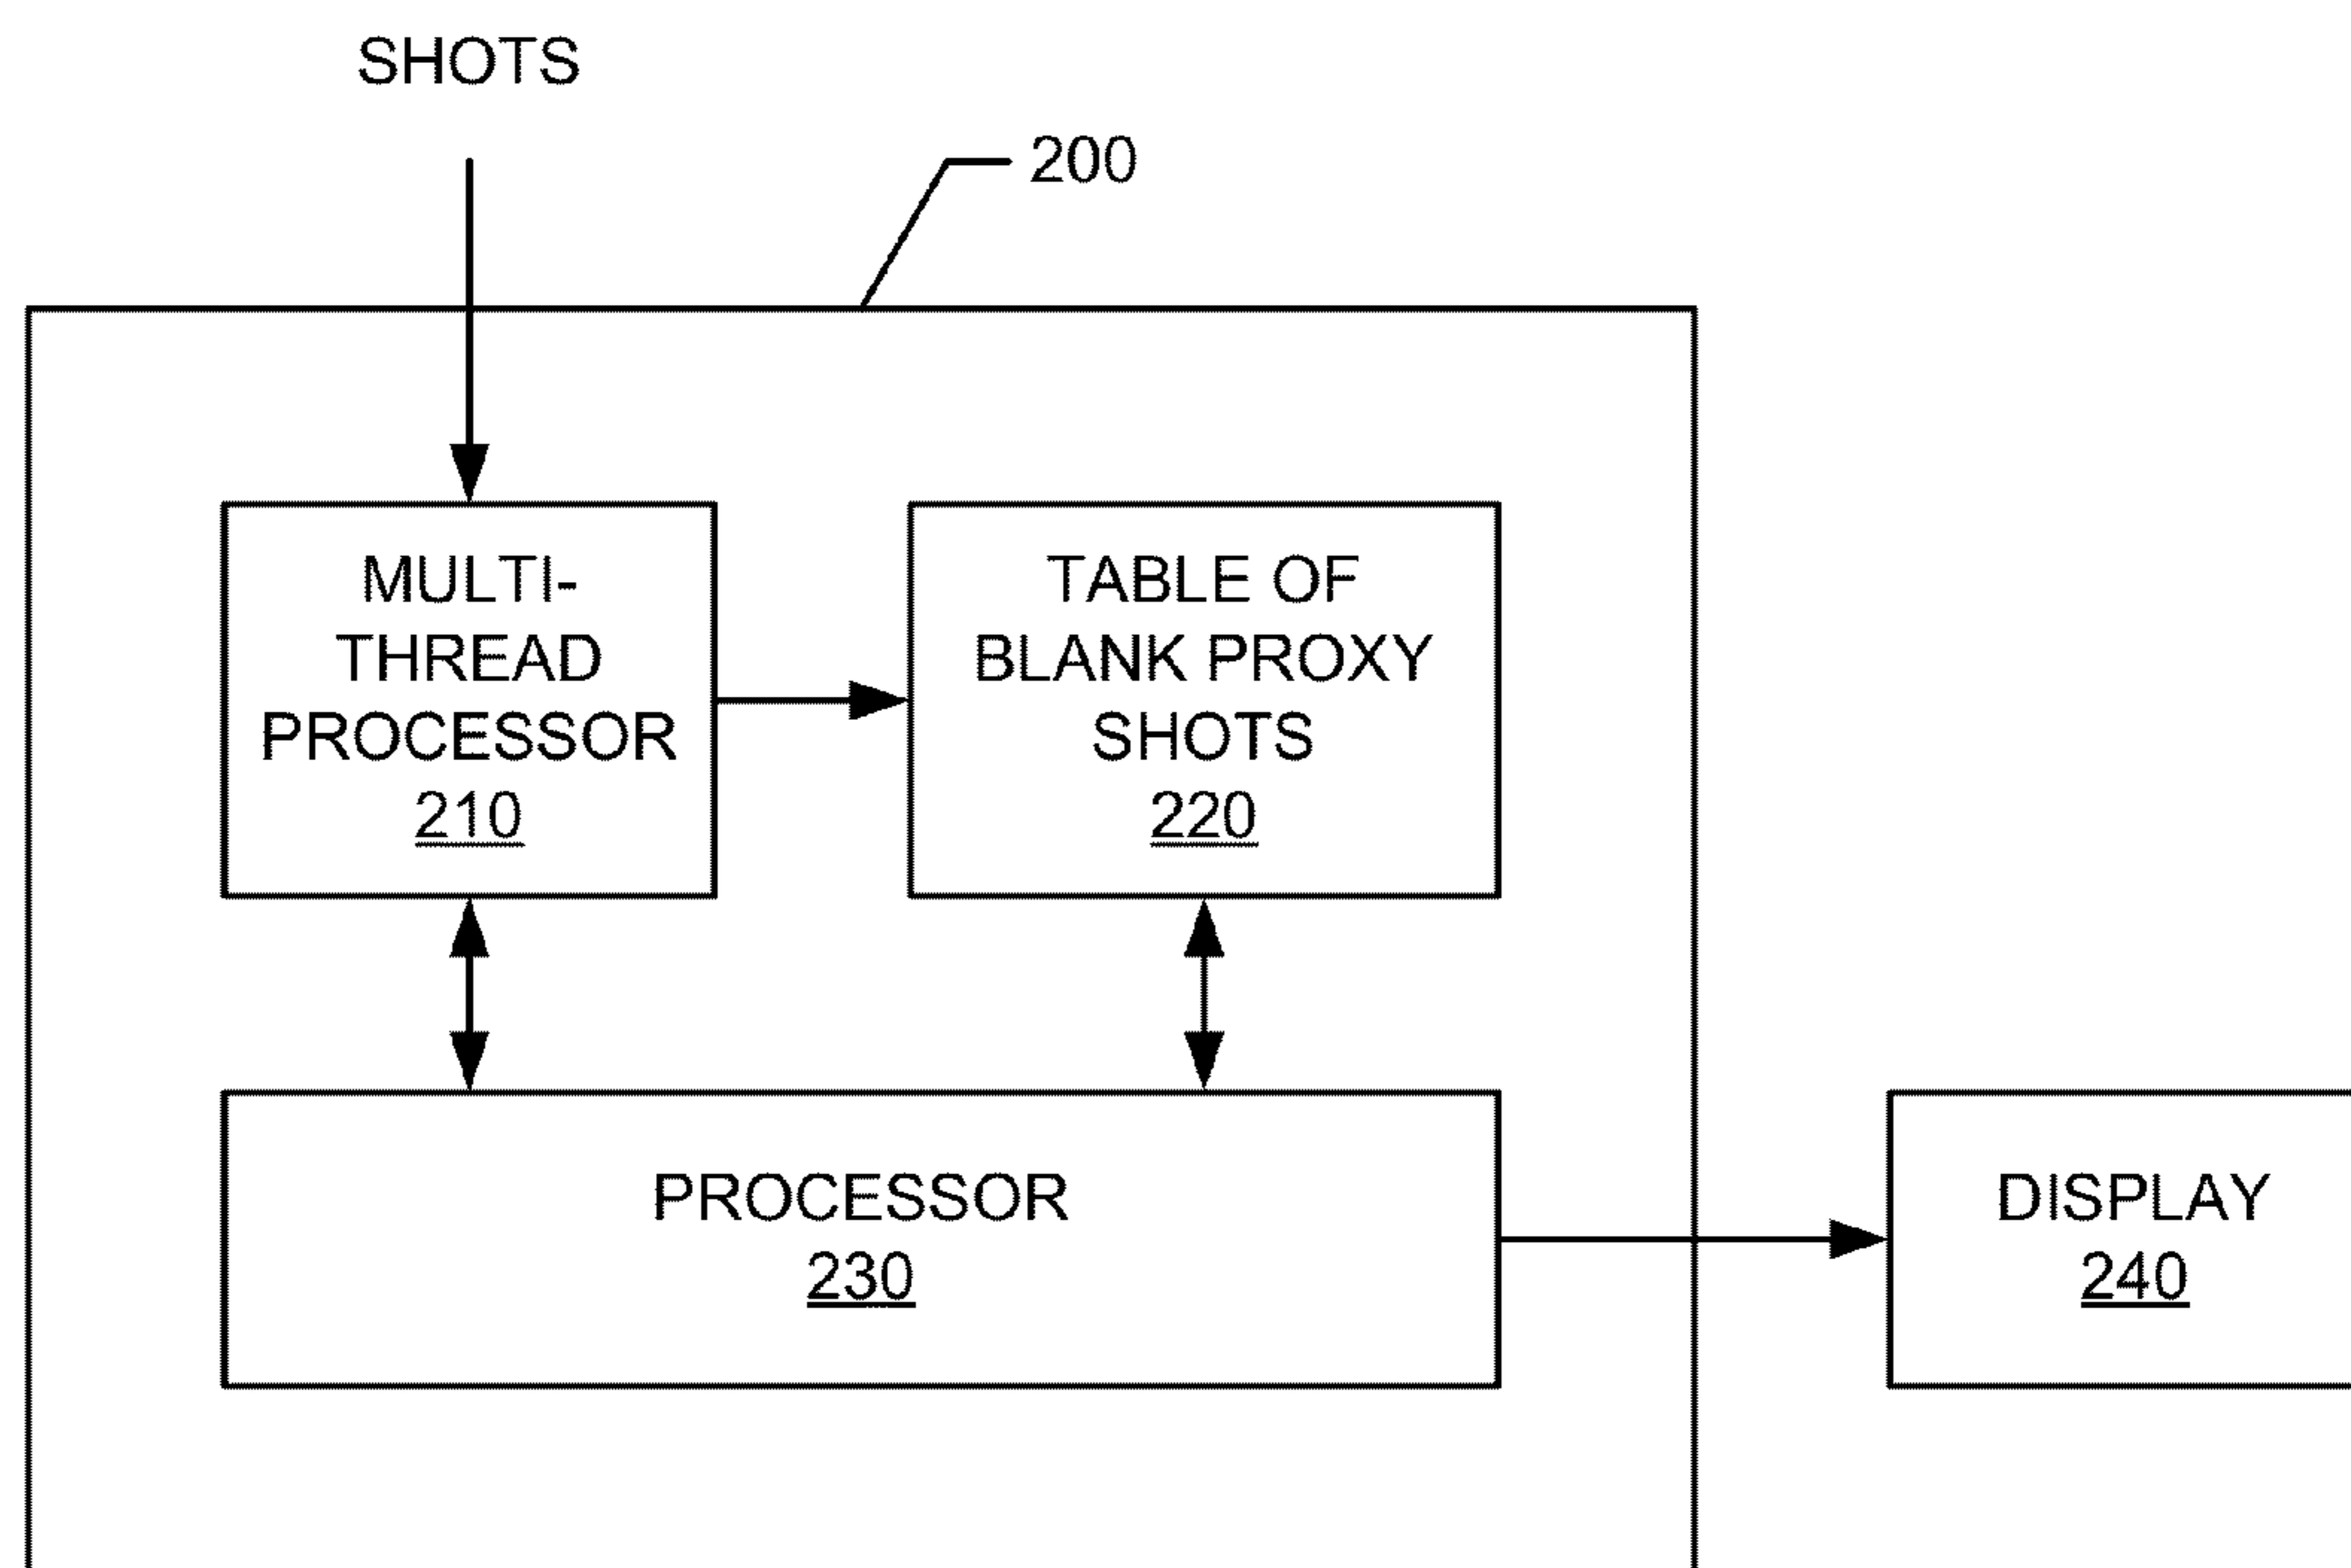 SHOTS
200
MULTI-
THREAD
PROCESSOR
210
TABLE OF
BLANK PROXY
SHOTS
220
PROCESSOR
230
DISPLAY
240